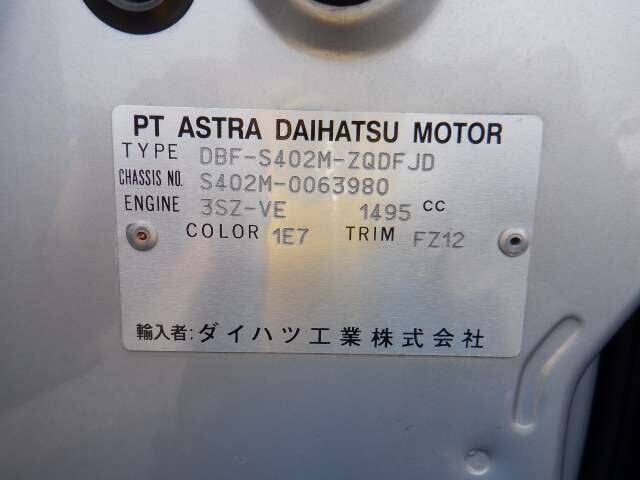 PT ASTRA DAIHATSU MOTOR
TYPE DBF-S402M-ZQDFJD
CHASSIS NO. S402M-0063980
ENGINE 3SZ-VE 1495 cc
COLOR 1E7 TRIM FZ12
輸入者: ダイハツ工業株式会社